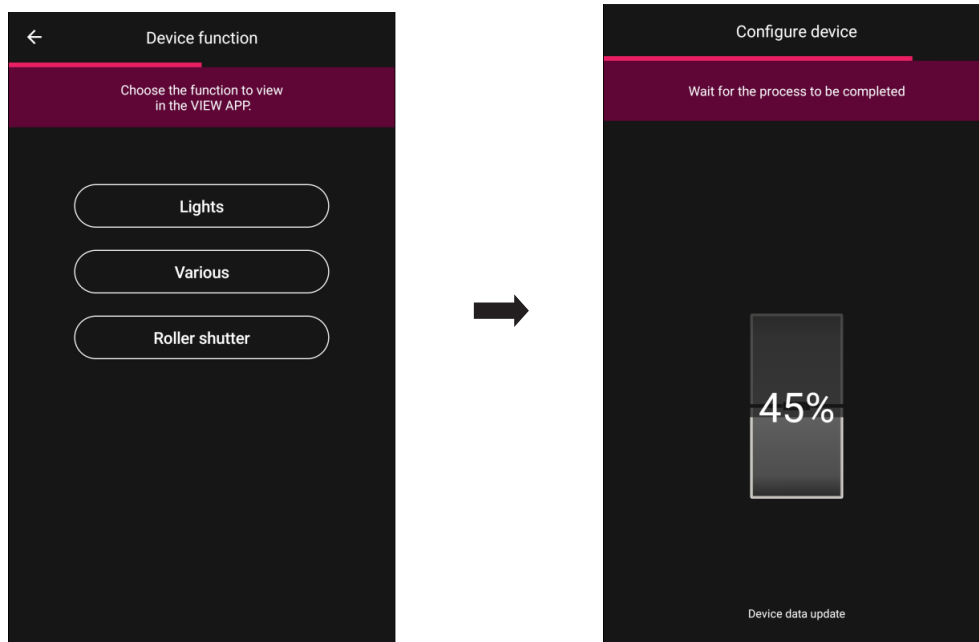 Device function
Choose the function to view
in the VIEW APP.
Lights
Various
Roller shutter
Configure device
Wait for the process to be completed
45%
Device data update